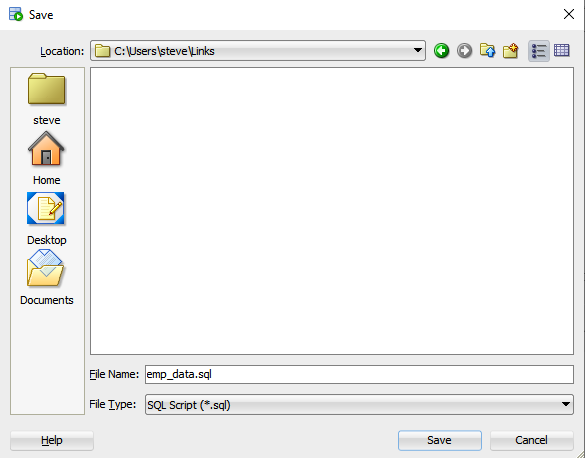 Save
Location: C:\Users\steve\Links
steve
Home
Desktop
Documents
File Name: emp_data.sql
File Type: SQL Script (*.sql)
Help Save Cancel